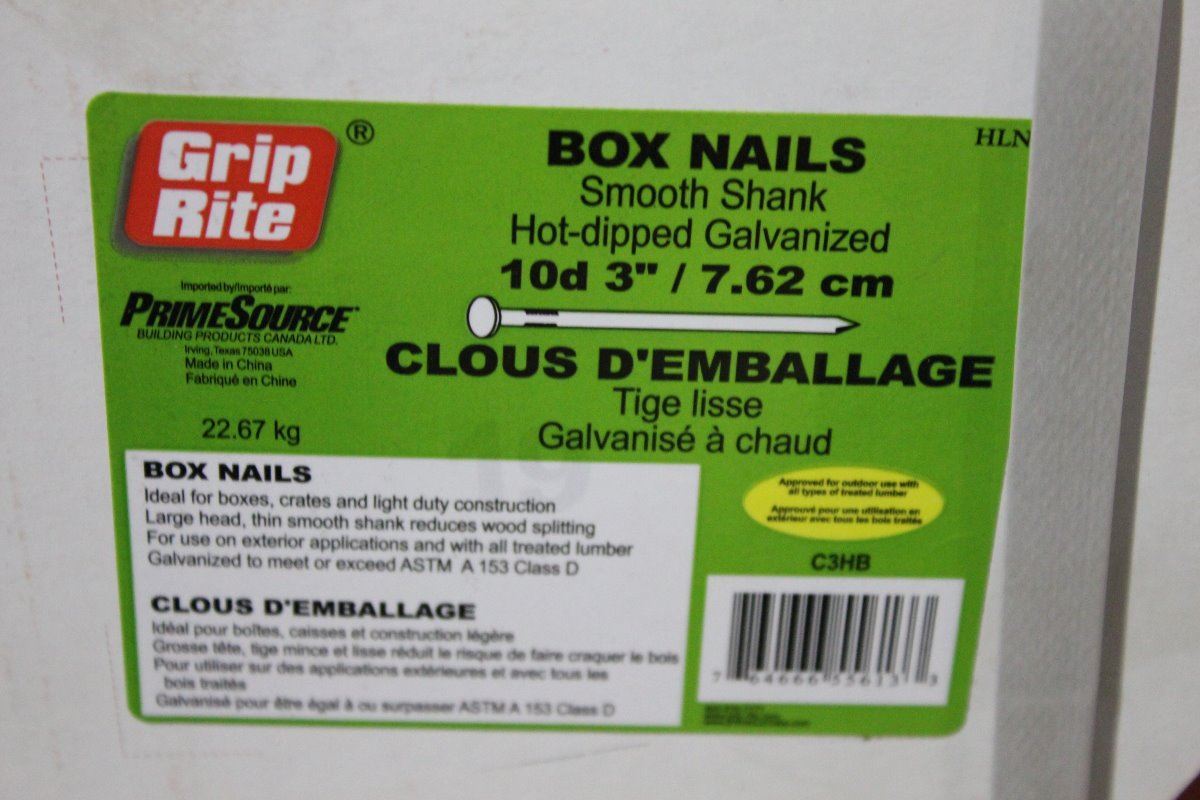 Grip
Rite
®
BOX NAILS
HLN
Smooth Shank
Hot-dipped Galvanized
10d 3" / 7.62 cm
Imported by/Importé par:
PRIMESOURCE
BUILDING PRODUCTS CANADA LTD.
Irving, Texas 75038 USA
Made in China
Fabriqué en Chine
22.67 kg
CLOUS D'EMBALLAGE
Tige lisse
Galvanisé à chaud
BOX NAILS
Ideal for boxes, crates and light duty construction
Large head, thin smooth shank reduces wood splitting
For use on exterior applications and with all treated lumber
Galvanized to meet or exceed ASTM A 153 Class D
CLOUS D'EMBALLAGE
Idéal pour boîtes, caisses et construction légère
Grosse tête, tige mince et lisse réduit le risque de faire craquer le bois
Pour utiliser sur des applications extérieures et avec tous les
bois traités
Galvanisé pour être égal à ou surpasser ASTM A 153 Class D
Approved for outdoor use with
all types of treated lumber
Approuvé pour une utilisation en
extérieur avec tous les bois traités
C3HB
7 64666 55613 3